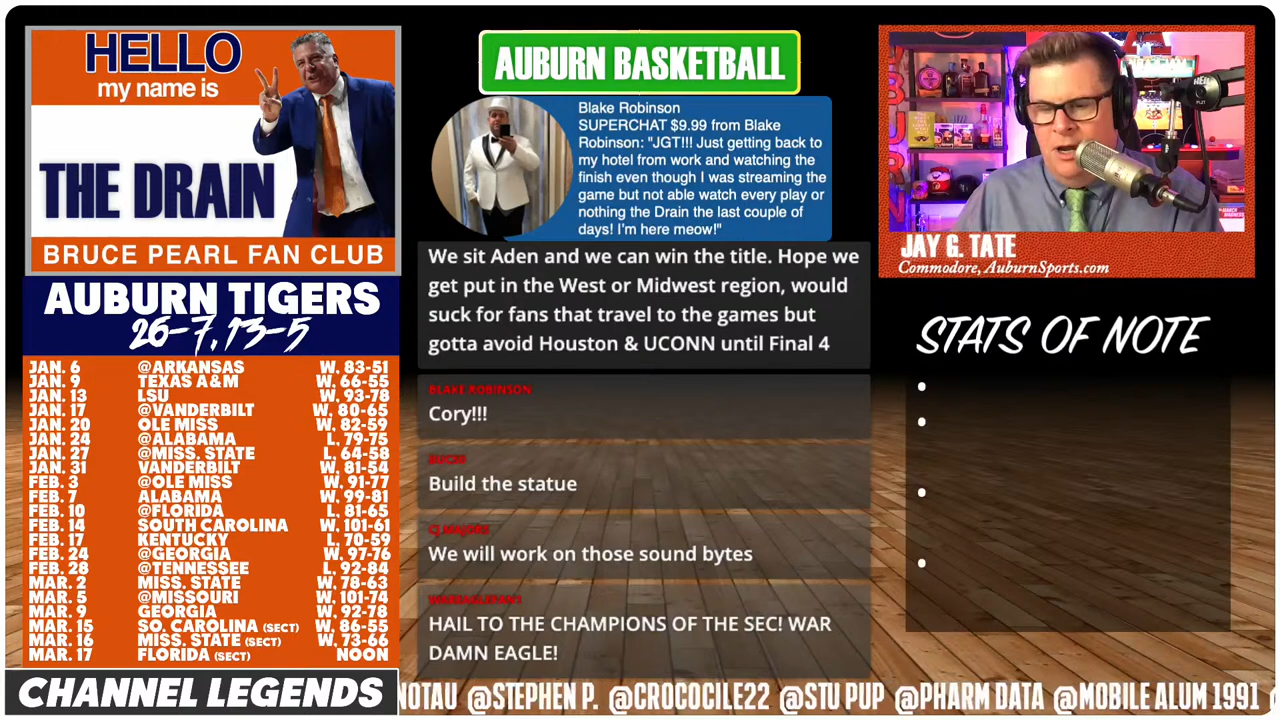 HELLO
my name is
THE DRAIN
BRUCE PEARL FAN CLUB
AUBURN TIGERS
26-7, 13-5
JAN. 6 @ARKANSAS W, 83-51
JAN. 9 TEXAS A&M W, 66-55
JAN. 13 LSU W, 93-78
JAN. 17 @VANDERBILT W, 80-65
JAN. 20 OLE MISS W, 82-59
JAN. 24 @ALABAMA L, 79-75
JAN. 27 @MISS. STATE L, 64-58
JAN. 31 VANDERBILT W, 81-54
FEB. 3 @OLE MISS W, 91-77
FEB. 7 ALABAMA W, 99-81
FEB. 10 @FLORIDA L, 81-65
FEB. 14 SOUTH CAROLINA W, 101-61
FEB. 17 KENTUCKY L, 70-59
FEB. 24 @GEORGIA W, 97-76
FEB. 28 @TENNESSEE L, 92-84
MAR. 2 MISS. STATE W, 78-63
MAR. 5 @MISSOURI W, 101-74
MAR. 9 GEORGIA W, 92-78
MAR. 15 SO. CAROLINA (SECT) W, 86-55
MAR. 16 MISS. STATE (SECT) W, 73-66
MAR. 17 FLORIDA (SECT) NOON
AUBURN BASKETBALL
Blake Robinson
SUPERCHAT $9.99 from Blake
Robinson: "JGT!!! Just getting back to
my hotel from work and watching the
finish even though I was streaming the
game but not able watch every play or
nothing the Drain the last couple of
days! I'm here meow!"
We sit Aden and we can win the title. Hope we
get put in the West or Midwest region, would
suck for fans that travel to the games but
gotta avoid Houston & UCONN until Final 4
BLAKE ROBINSON
Cory!!!
Build the statue
CJ MAJORS
We will work on those sound bytes
HAIL TO THE CHAMPIONS OF THE SEC! WAR
DAMN EAGLE!
JAY G. TATE
Commodore, AuburnSports.com
STATS OF NOTE
CHANNEL LEGENDS
NOTAU @STEPHEN P. @CROCOCILE22 @STU PUP @PHARM DATA @MOBILE ALUM 1991